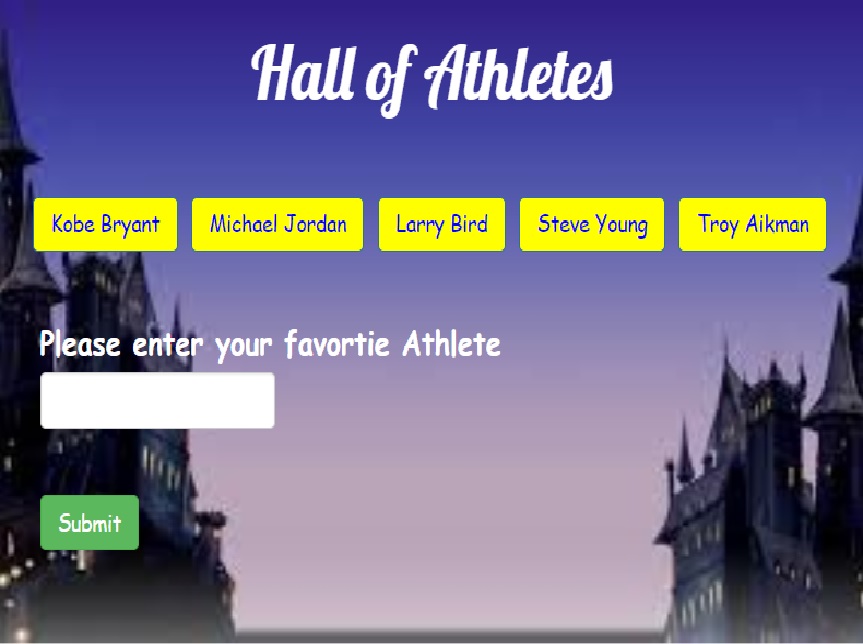 Hall of Athletes
Kobe Bryant Michael Jordan Larry Bird Steve Young Troy Aikman
Please enter your favortie Athlete
Submit